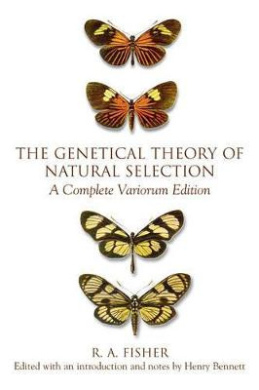 THE GENETICAL THEORY OF
NATURAL SELECTION
A Complete Variorum Edition
R. A. FISHER
Edited with an introduction and notes by Henry Bennett